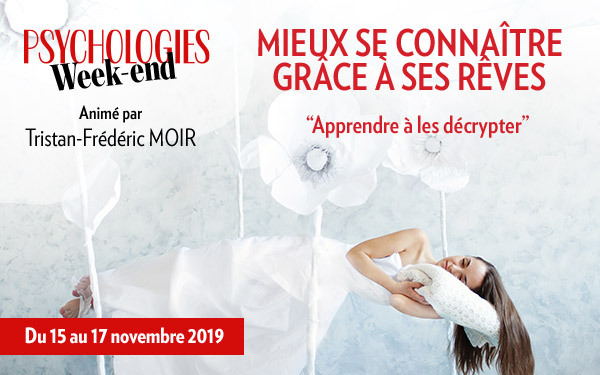 PSYCHOLOGIES
Week-end
Animé par
Tristan-Frédéric MOIR
MIEUX SE CONNAÎTRE
GRÂCE À SES RÊVES
“Apprendre à les décrypter”
Du 15 au 17 novembre 2019